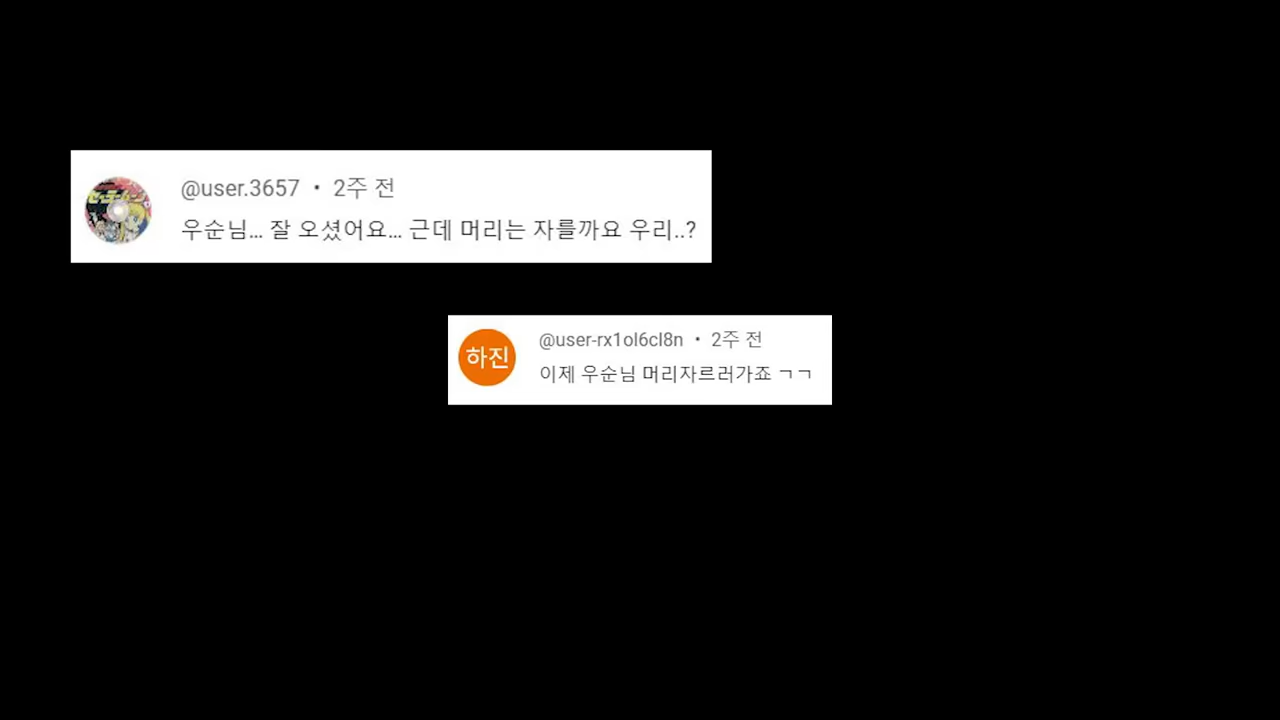 @user.3657 • 2주 전
우순님... 잘 오셨어요... 근데 머리는 자를까요 우리..?
하진
@user-rx1ol6cl8n • 2주 전
이제 우순님 머리자르러가죠 ㄱㄱ